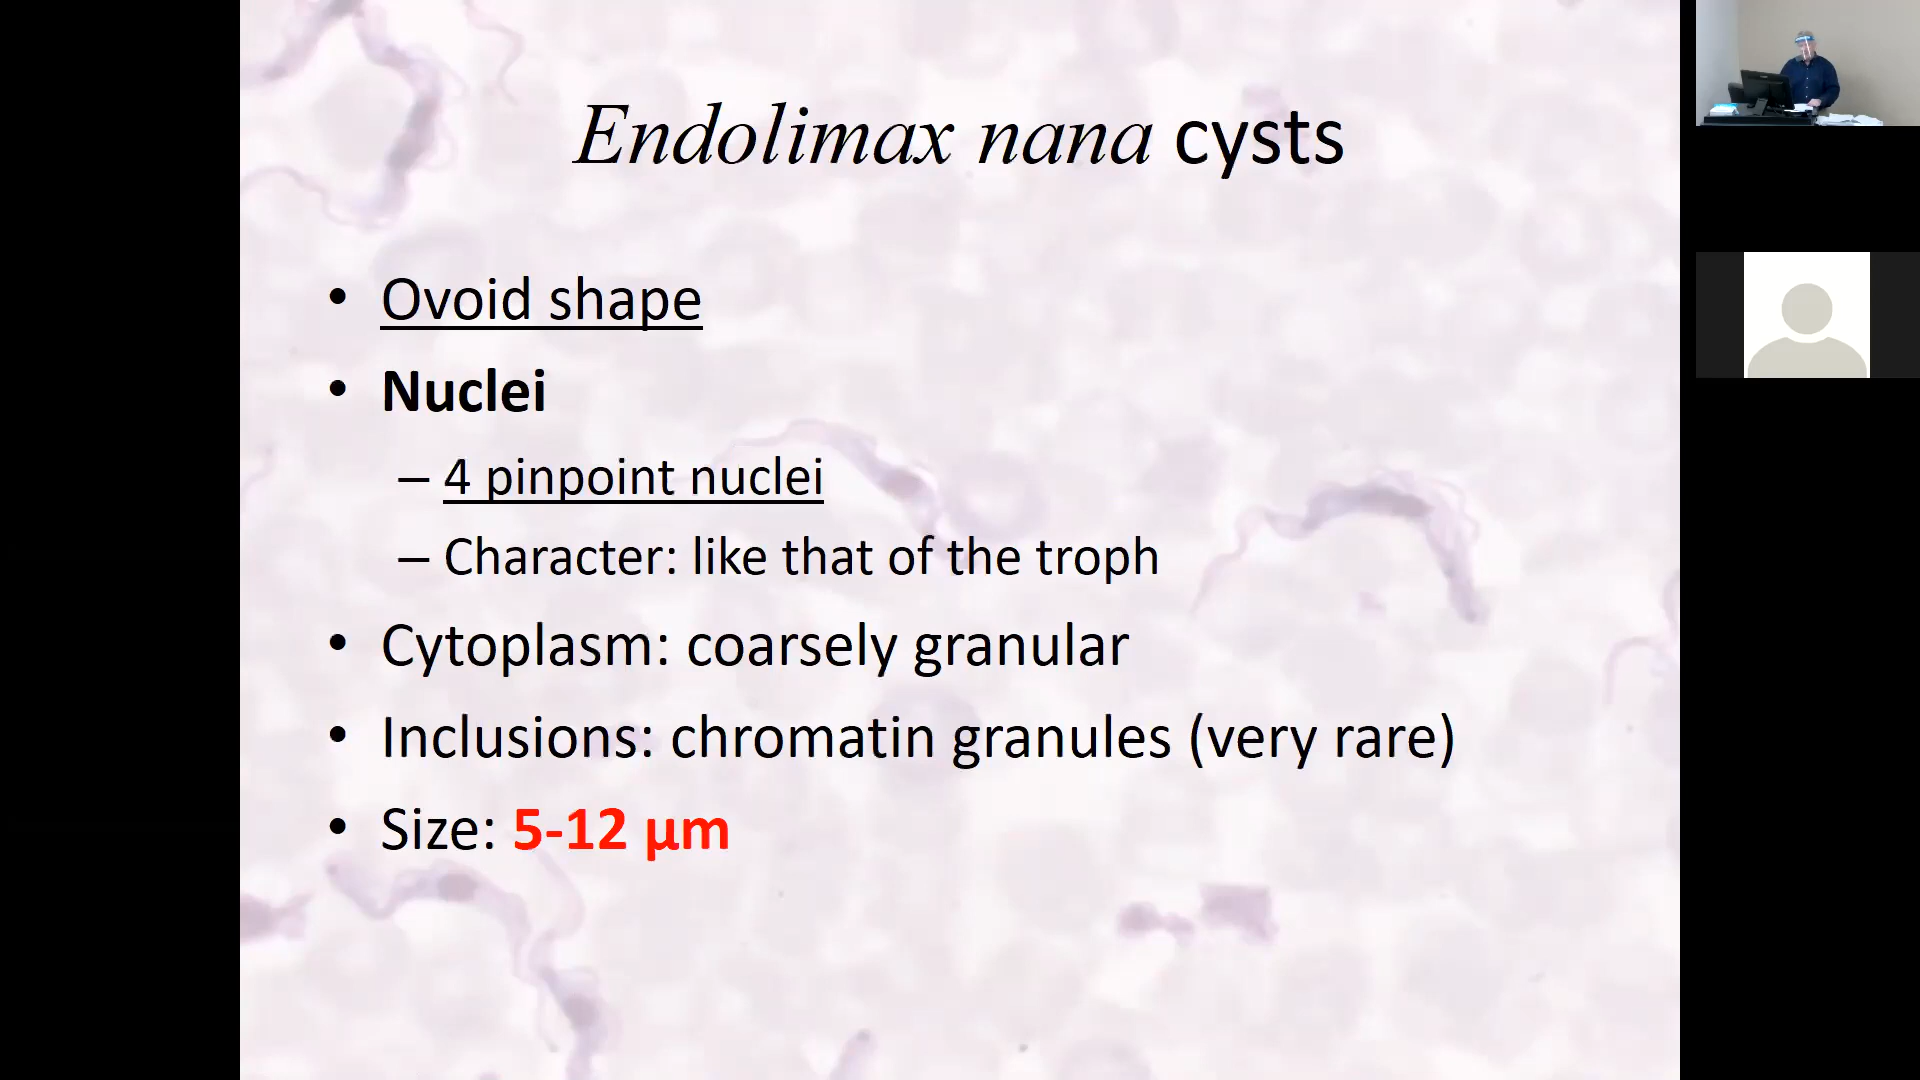 Endolimax nana cysts
• Ovoid shape
• Nuclei
– 4 pinpoint nuclei
– Character: like that of the troph
• Cytoplasm: coarsely granular
• Inclusions: chromatin granules (very rare)
• Size: 5-12 µm